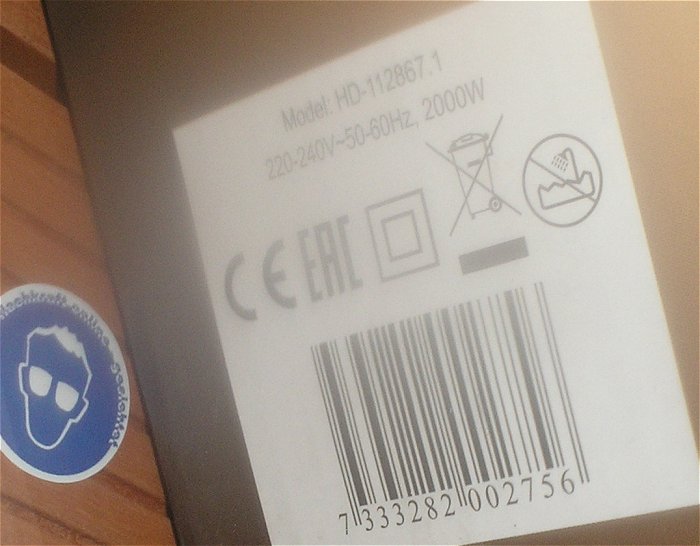 Model: HD-112867.1
220-240V~50-60Hz, 2000W
CE EAC
7 333282 002756